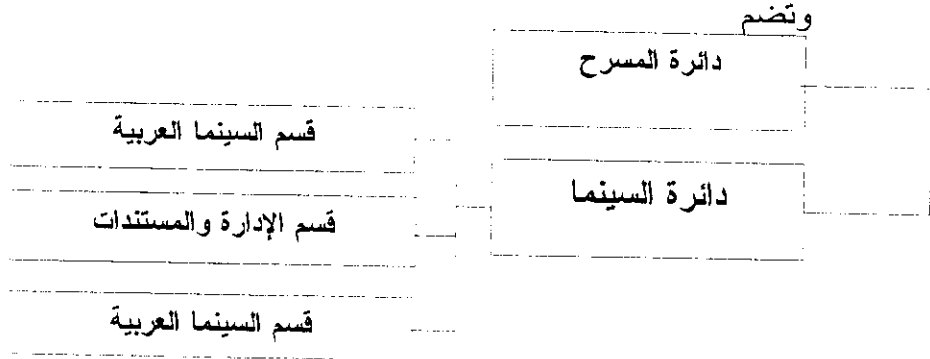 وتضم
دائرة المسرح
دائرة السينما
قسم السينما العربية
قسم الإدارة والمستندات
قسم السينما العربية